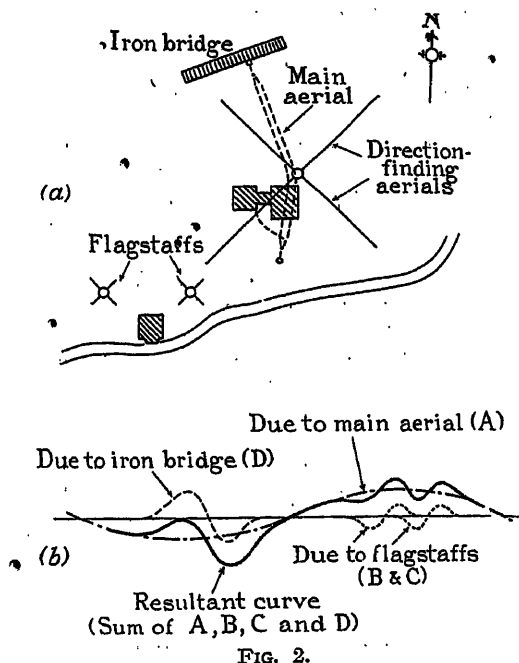 Iron bridge
N
Main
aerial
Direction-
finding
aerials
(a)
Flagstaffs
Due to main aerial (A)
Due to iron bridge (D)
(b)
Due to flagstaffs
(B & C)
Resultant curve
(Sum of A, B, C and D)
FIG. 2.